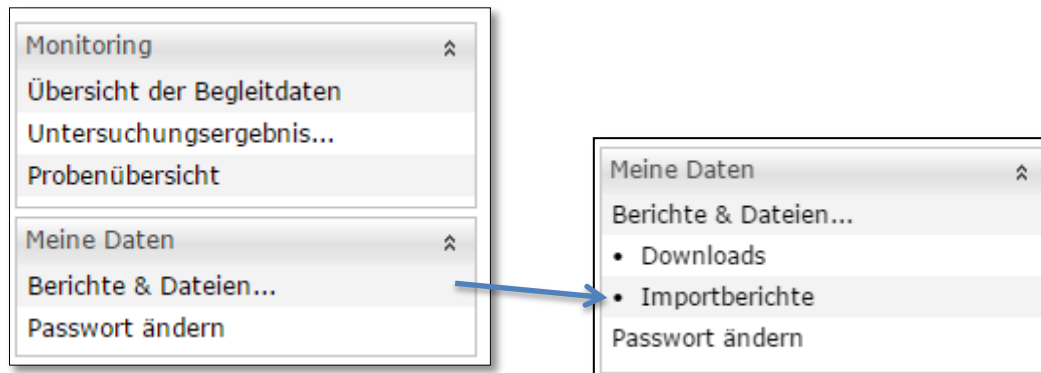 Monitoring
Übersicht der Begleitdaten
Untersuchungsergebnis...
Probenübersicht
Meine Daten
Berichte & Dateien...
Passwort ändern
Meine Daten
Berichte & Dateien...
• Downloads
• Importberichte
Passwort ändern